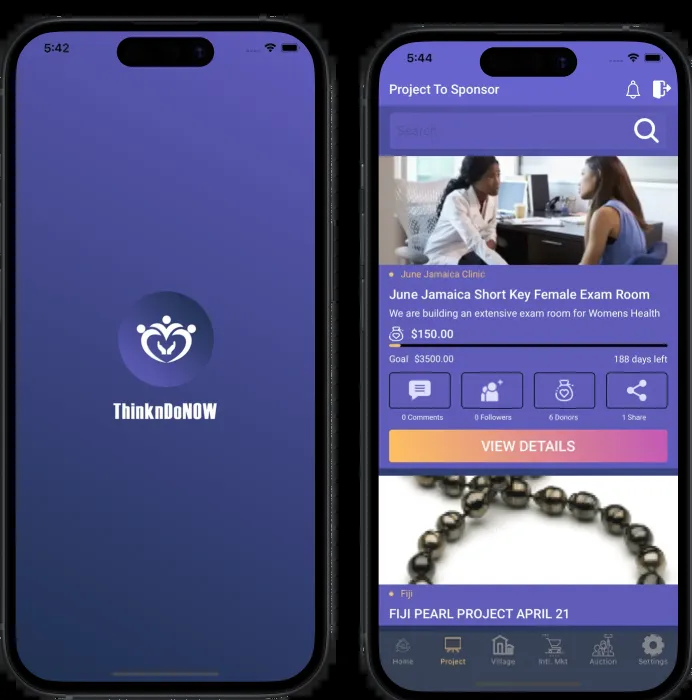 5:42
ThinknDoNOW
5:44
Project To Sponsor
Search
June Jamaica Clinic
June Jamaica Short Key Female Exam Room
We are building an extensive exam room for Womens Health
$150.00
Goal $3500.00 188 days left
0 Comments 0 Followers 6 Donors 1 Share
VIEW DETAILS
Fiji
FIJI PEARL PROJECT APRIL 21
Home Project Village Intl. Mkt Auction Settings